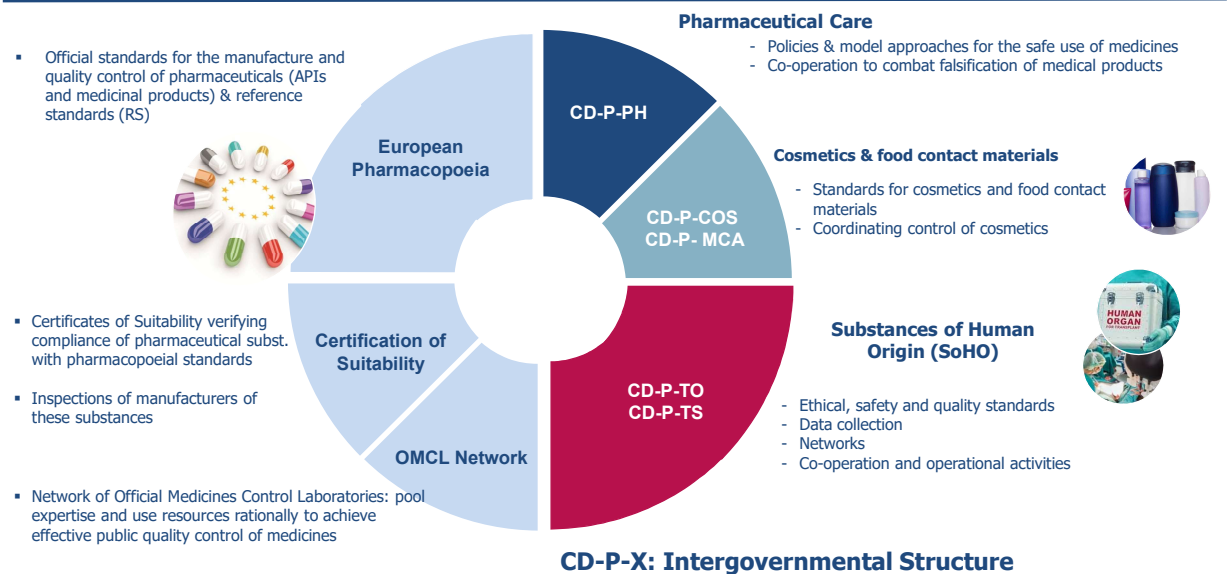 Pharmaceutical Care
- Policies & model approaches for the safe use of medicines
- Co-operation to combat falsification of medical products
▪ Official standards for the manufacture and
quality control of pharmaceuticals (APIs
and medicinal products) & reference
standards (RS)
European
Pharmacopoeia
CD-P-PH
Cosmetics & food contact materials
- Standards for cosmetics and food contact
materials
- Coordinating control of cosmetics
CD-P-COS
CD-P- MCA
▪ Certificates of Suitability verifying
compliance of pharmaceutical subst.
with pharmacopoeial standards
▪ Inspections of manufacturers of
these substances
Certification of
Suitability
Substances of Human
Origin (SoHO)
HUMAN
ORGAN
FOR TRANSPLANT
CD-P-TO
CD-P-TS
- Ethical, safety and quality standards
- Data collection
- Networks
- Co-operation and operational activities
OMCL Network
▪ Network of Official Medicines Control Laboratories: pool
expertise and use resources rationally to achieve
effective public quality control of medicines
CD-P-X: Intergovernmental Structure